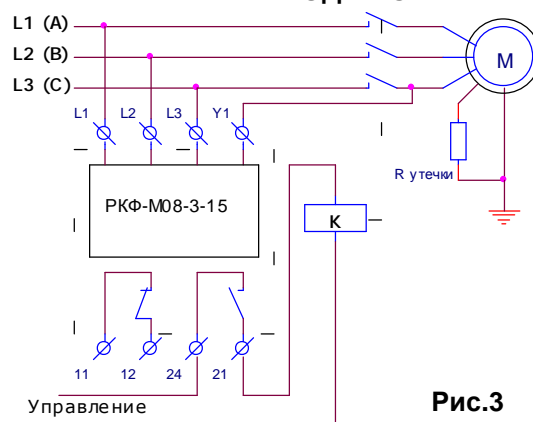 L1 (A)
L2 (B)
L3 (C)
M
L1 L2 L3 Y1
R утечки
РКФ-М08-3-15
К
11 12 24 21
Управление
Рис.3